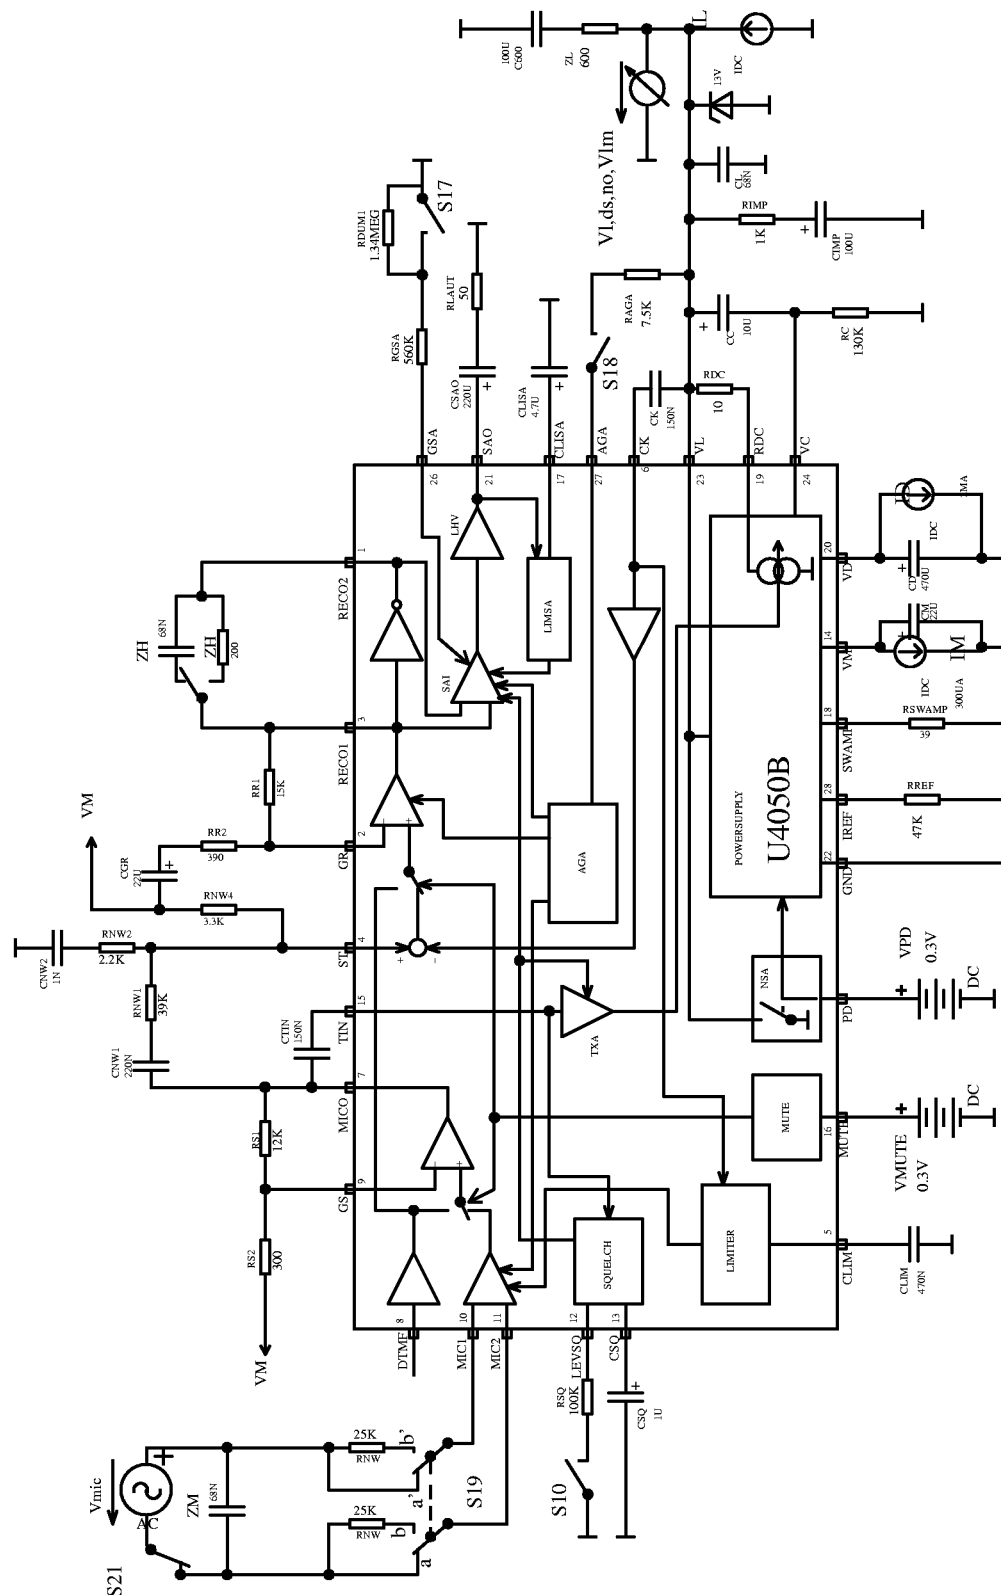 100U
C600
ZL
600
IL
IDC
13V
Vl,ds,no,Vlm
CL
68N
RIMP
1K
CIMP
100U
RDUM1
1.34MEG
S17
RLAUT
50
RAGA
7.5K
RGSA
560K
CSAO
220U
CLISA
4.7U
S18
CK
150N
CC
10U
RC
130K
RDC
10
GSA
SAO
CLISA
AGA
CK
VL
RDC
VC
26
21
17
27
6
23
19
24
IC
1MA
IDC
CD
470U
20
VD
LHV
LIMSA
1
RECO2
ZH
68N
ZH
200
CM
22U
IM
IDC
300UA
14
VM
SAI
3
RECO1
RSWAMP
39
18
SWAMP
VM
RR1
15K
RR2
390
2
GR
CGR
22U
RNW4
3.3K
POWERSUPPLY
U4050B
RREF
47K
28
IREF
22
GND
AGA
CNW2
1N
RNW2
2.2K
4
ST
RNW1
39K
NSA
VPD
0.3V
DC
PD
15
TIN
CTIN
150N
TXA
CNW1
220N
7
MICO
RS1
12K
MUTE
16
MUTE
VMUTE
0.3V
DC
9
GS
RS2
300
VM
SQUELCH
LIMITER
5
CLIM
CLIM
470N
8
10
11
12
13
DTMF
MIC1
MIC2
LEVSQ
CSQ
RSQ
100K
CSQ
1U
S10
Vmic
AC
ZM
68N
25K
RNW
b'
a'
S19
25K
RNW
b
a
S21